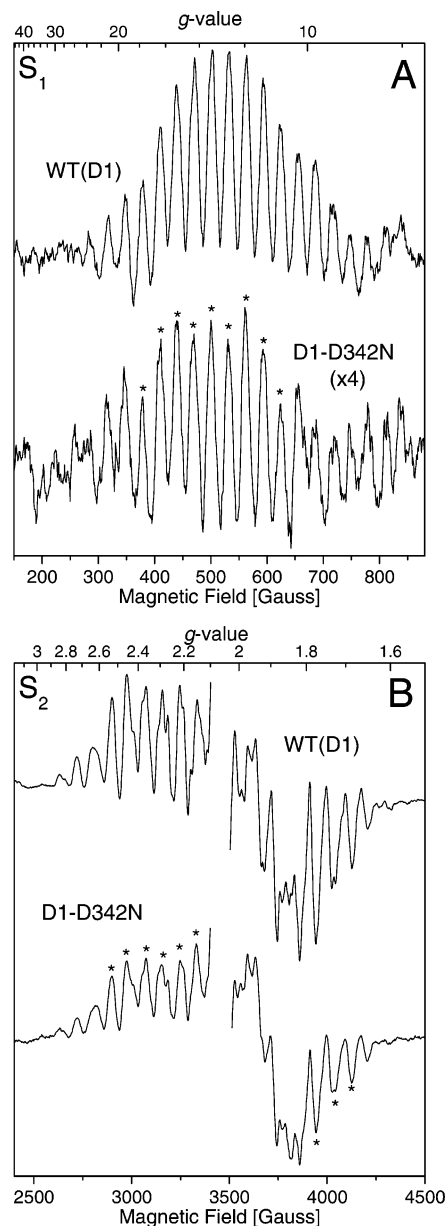 g-value
40 30 20 10
S1
A
WT(D1)
* * * * * * * * *
D1-D342N
(x4)
200 300 400 500 600 700 800
Magnetic Field [Gauss]
g-value
3 2.8 2.6 2.4 2.2 2 1.8 1.6
S2
B
WT(D1)
D1-D342N
* * * * * *
* * *
2500 3000 3500 4000 4500
Magnetic Field [Gauss]